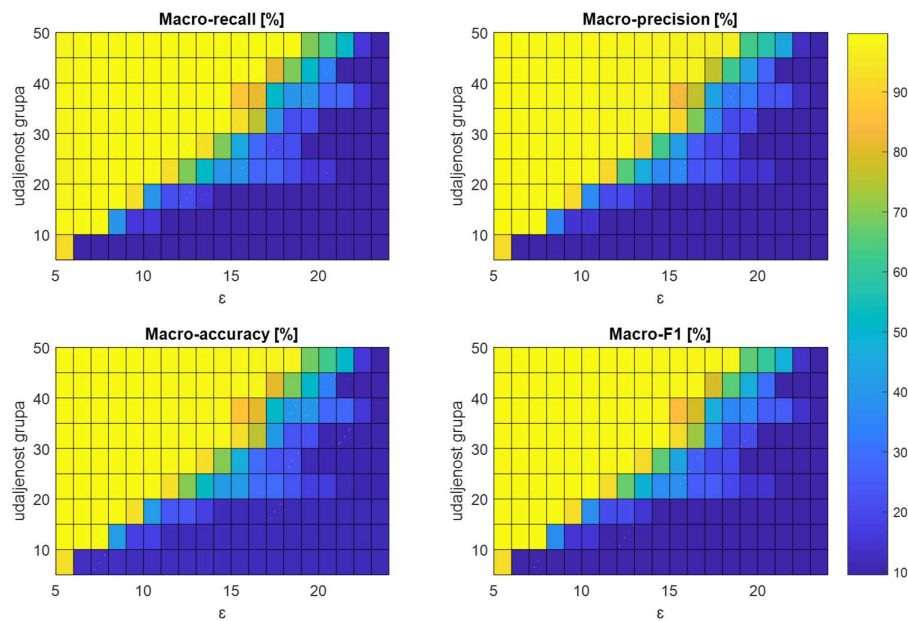 Macro-recall [%]
50
40
30
20
10
udaljenost grupa
5 10 15 20
ε
Macro-precision [%]
50
40
30
20
10
udaljenost grupa
5 10 15 20
ε
Macro-accuracy [%]
50
40
30
20
10
udaljenost grupa
5 10 15 20
ε
Macro-F1 [%]
50
40
30
20
10
udaljenost grupa
5 10 15 20
ε
90
80
70
60
50
40
30
20
10